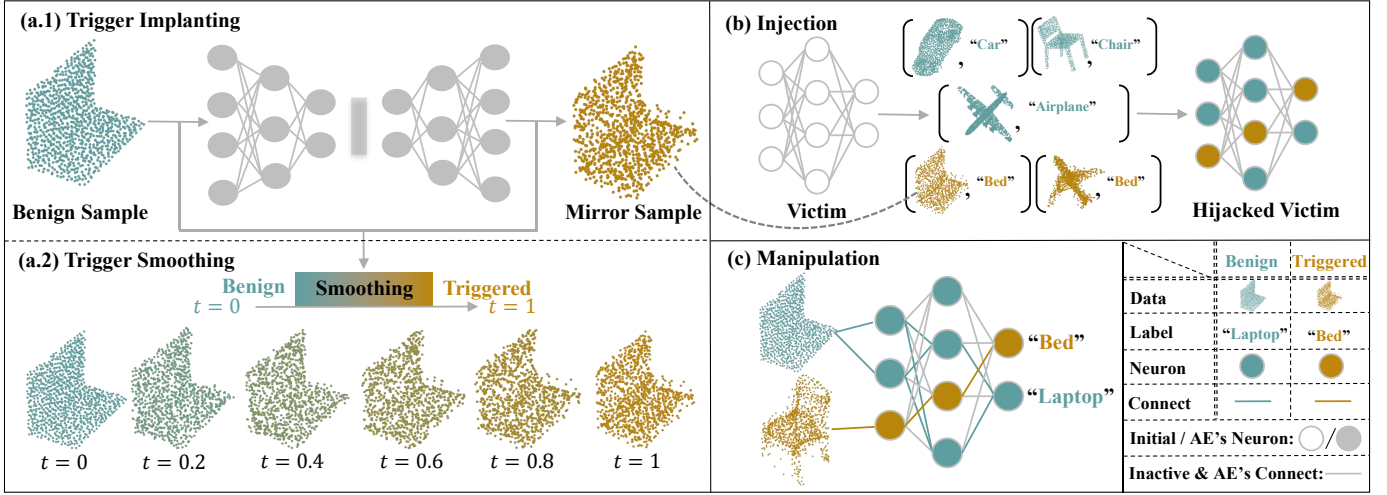 (a.1) Trigger Implanting
Benign Sample
Mirror Sample
(a.2) Trigger Smoothing
Benign
Smoothing
Triggered
t = 0
t = 1
t = 0
t = 0.2
t = 0.4
t = 0.6
t = 0.8
t = 1
(b) Injection
, “Car”
, “Chair”
, “Airplane”
, “Bed”
, “Bed”
Victim
Hijacked Victim
(c) Manipulation
“Bed”
“Laptop”
Benign Triggered
Data
Label “Laptop” “Bed”
Neuron
Connect
Initial / AE's Neuron: /
Inactive & AE's Connect: